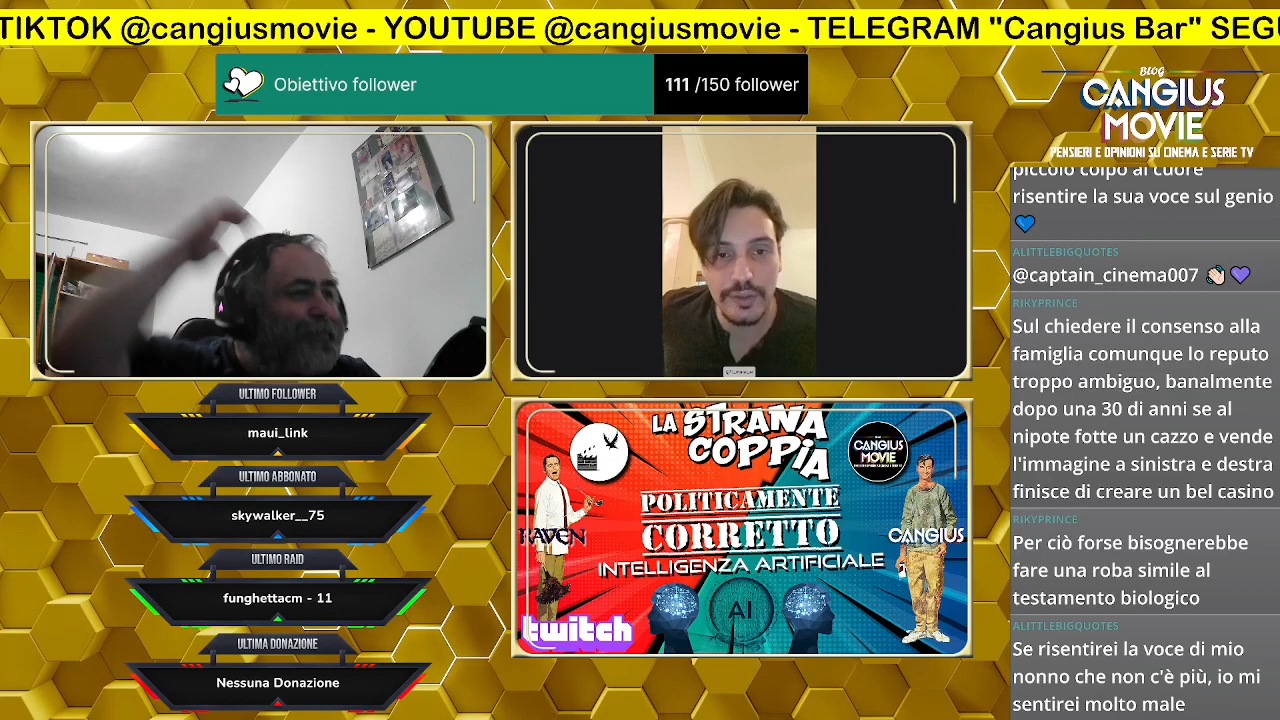 TIKTOK @cangiusmovie - YOUTUBE @cangiusmovie - TELEGRAM "Cangius Bar" SEGU
Obiettivo follower
111 /150 follower
BLOG
CANGIUS
MOVIE
PENSIERI E OPINIONI SU CINEMA E SERIE TV
ULTIMO FOLLOWER
maui_link
ULTIMO ABBONATO
skywalker__75
ULTIMO RAID
funghettacm - 11
ULTIMA DONAZIONE
Nessuna Donazione
LA STRANA
COPPIA
CANGIUS
MOVIE
POLITICAMENTE
CORRETTO
INTELLIGENZA ARTIFICIALE
RAVEN
CANGIUS
AI
twitch
piccolo colpo al cuore
risentire la sua voce sul genio
💙
ALITTLEBIGQUOTES
@captain_cinema007 👏🏻💜
RIKYPRINCE
Sul chiedere il consenso alla
famiglia comunque lo reputo
troppo ambiguo, banalmente
dopo una 30 di anni se al
nipote fotte un cazzo e vende
l'immagine a sinistra e destra
finisce di creare un bel casino
RIKYPRINCE
Per ciò forse bisognerebbe
fare una roba simile al
testamento biologico
ALITTLEBIGQUOTES
Se risentirei la voce di mio
nonno che non c'è più, io mi
sentirei molto male